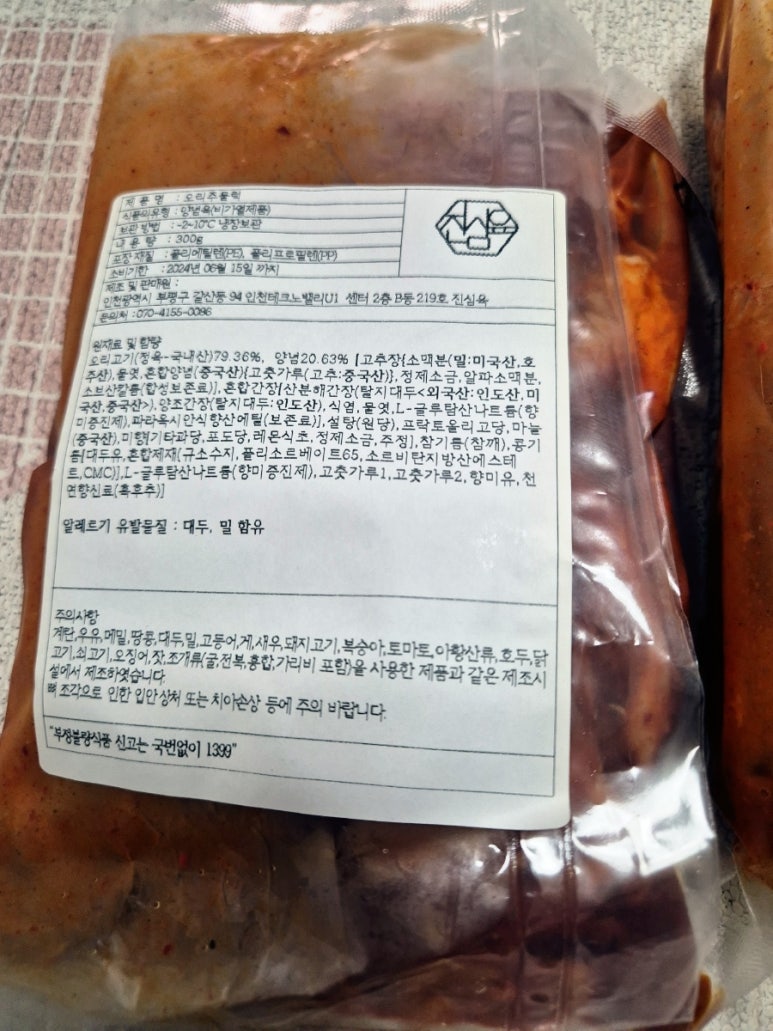 제 품 명 : 오리주물럭
식품의유형 : 양념육(비가열제품)
보관 방법 : -2~10℃ 냉장보관
내 용 량 : 300g
포장 재질 : 폴리에틸렌(PE), 폴리프로필렌(PP)
소비기한 : 2024년 06월 15일 까지
제조 및 판매원 :
인천광역시 부평구 갈산동 94 인천테크노밸리U1 센터 2층 B동 219호 진심육
문의처 : 070-4155-0086
진심육
원재료 및 함량
오리고기(정육-국내산)79.36%, 양념20.63% [고추장{소맥분(밀:미국산,호
주산),물엿,혼합양념(중국산){고춧가루(고추:중국산)}, 정제소금,알파소맥분,
소브산칼륨(합성보존료)], 혼합간장[산분해간장(탈지대두<외국산:인도산,미
국산,중국산>), 양조간장(탈지대두:인도산), 식염, 물엿,L-글루탐산나트륨(향
미증진제),파라옥시안식향산에틸(보존료)], 설탕(원당), 프락토올리고당, 마늘
(중국산),미향[기타과당,포도당,레몬식초,정제소금,주정],참기름(참깨),콩기
름[대두유,혼합제재(규소수지,폴리소르베이트65,소르비탄지방산에스테
르,CMC)],L-글루탐산나트륨(향미증진제),고춧가루1,고춧가루2,향미유,천
연향신료(흑후추)]
알레르기 유발물질 : 대두, 밀 함유
주의사항
계란,우유,메밀,땅콩,대두,밀,고등어,게,새우,돼지고기,복숭아,토마토,아황산류,호두,닭
고기,쇠고기,오징어,잣,조개류(굴,전복,홍합,가리비 포함)을 사용한 제품과 같은 제조시
설에서 제조하였습니다.
뼈 조각으로 인한 입안 상처 또는 치아손상 등에 주의 바랍니다.
"부정불량식품 신고는 국번없이 1399"